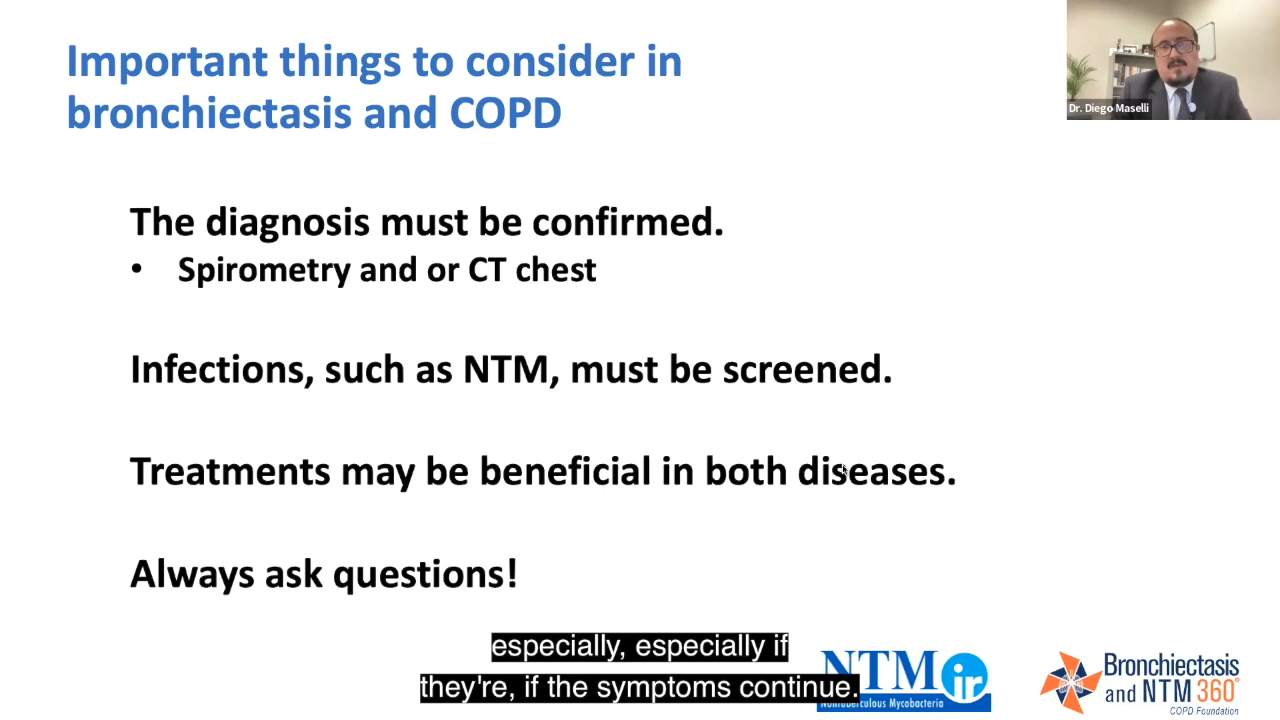 Important things to consider in
bronchiectasis and COPD
Dr. Diego Maselli
The diagnosis must be confirmed.
• Spirometry and or CT chest
Infections, such as NTM, must be screened.
Treatments may be beneficial in both diseases.
Always ask questions!
especially, especially if
they're, if the symptoms continue.
NTMir
Nontuberculous Mycobacteria
Bronchiectasis
and NTM 360°
COPD Foundation